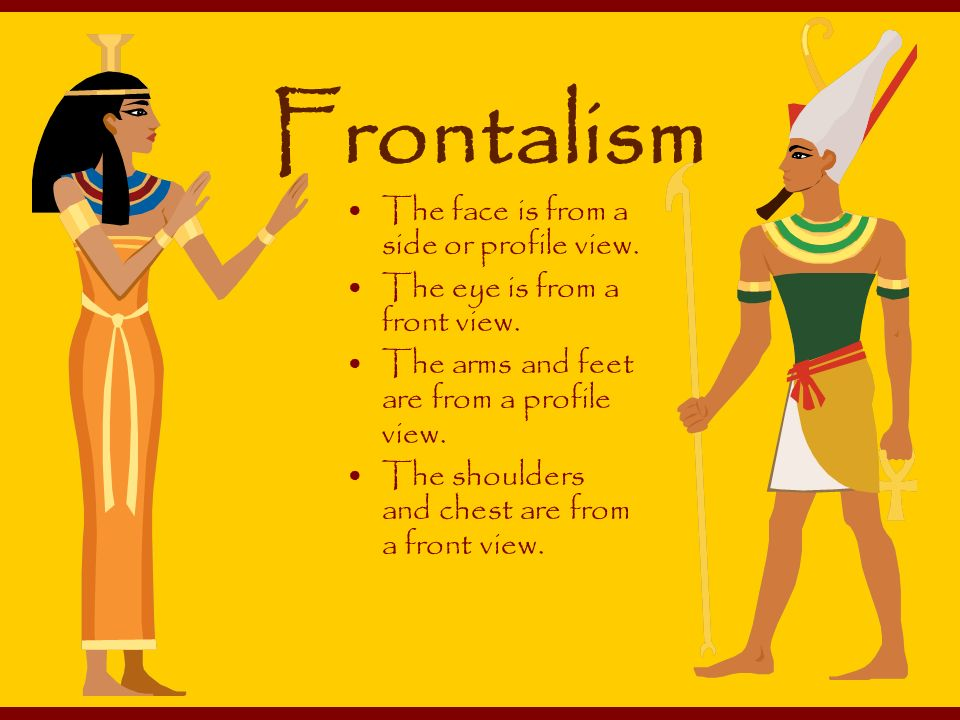 Frontalism
• The face is from a
side or profile view.
• The eye is from a
front view.
• The arms and feet
are from a profile
view.
• The shoulders
and chest are from
a front view.